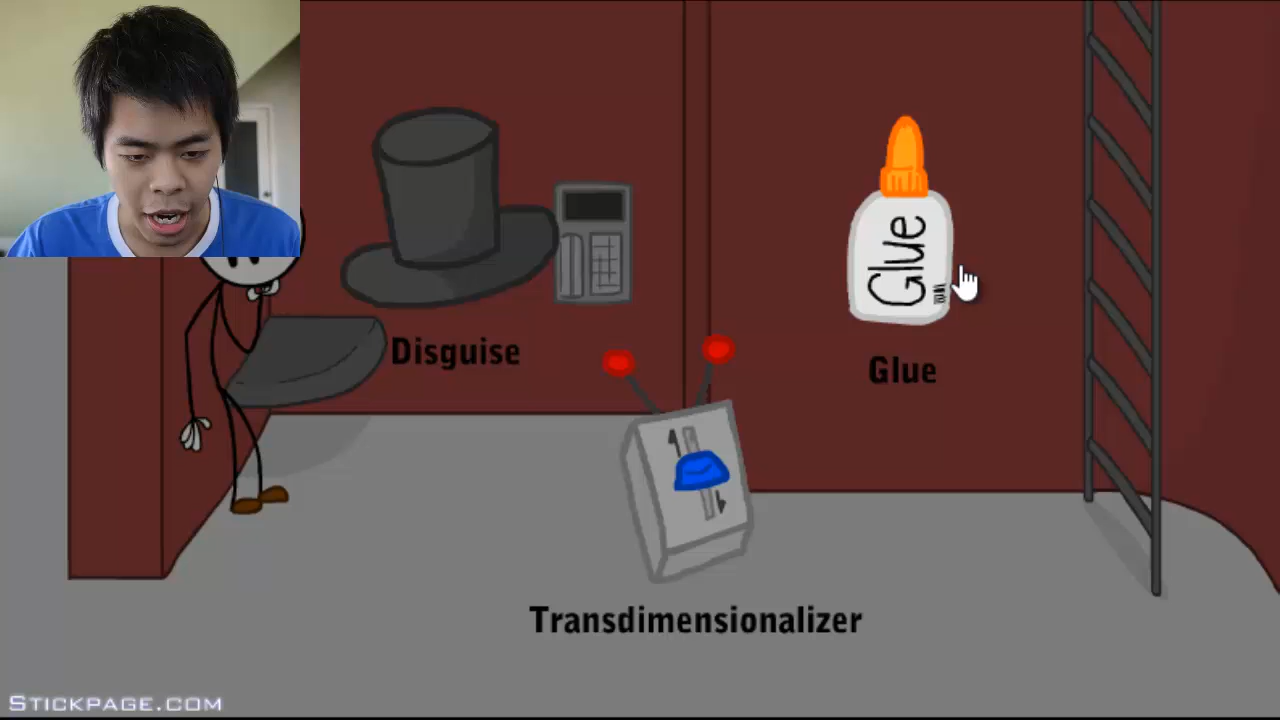 Glue
Disguise
Glue
Transdimensionalizer
STICKPAGE.COM